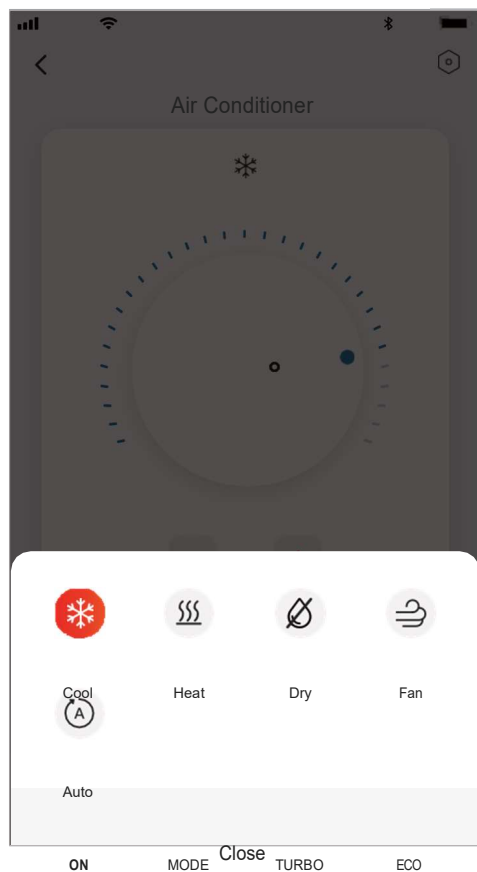 Air Conditioner
Cool Heat Dry Fan
A
Auto
Close
ON MODE TURBO ECO